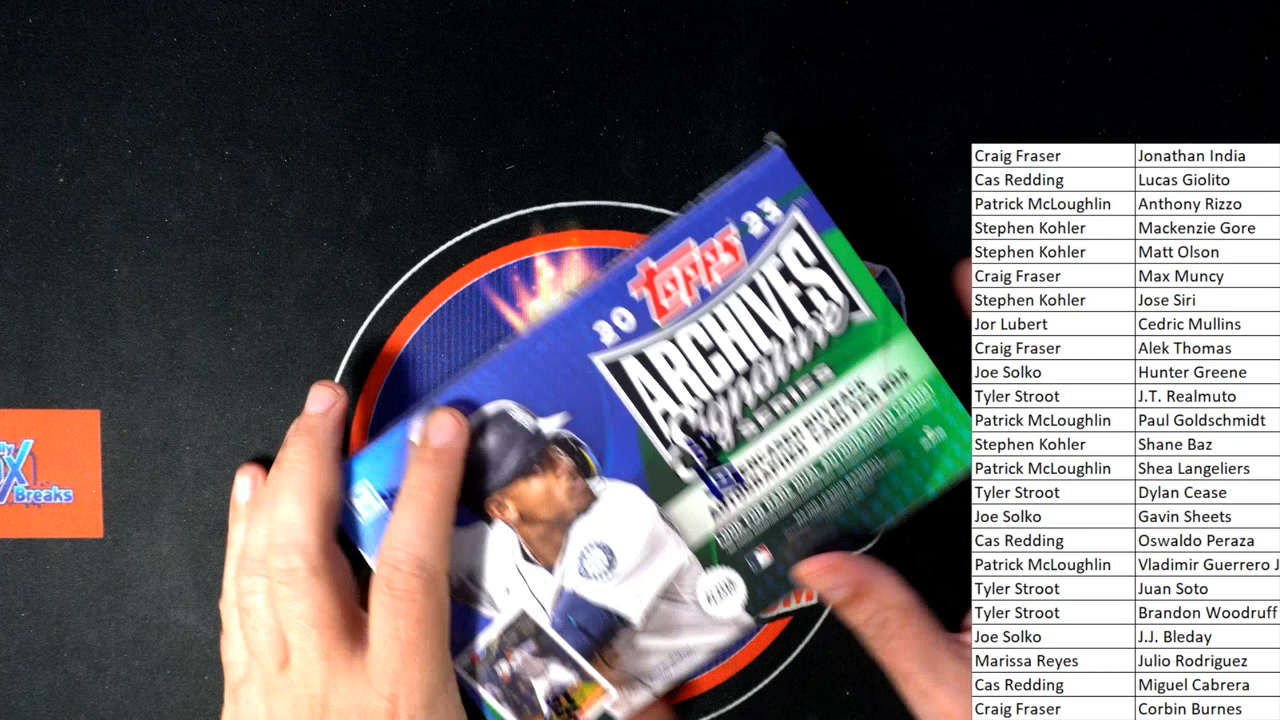 20 topps 23
ARCHIVES
Signature
SERIES
lly
X
Breaks
Craig Fraser Jonathan India
Cas Redding Lucas Giolito
Patrick McLoughlin Anthony Rizzo
Stephen Kohler Mackenzie Gore
Stephen Kohler Matt Olson
Craig Fraser Max Muncy
Stephen Kohler Jose Siri
Jor Lubert Cedric Mullins
Craig Fraser Alek Thomas
Joe Solko Hunter Greene
Tyler Stroot J.T. Realmuto
Patrick McLoughlin Paul Goldschmidt
Stephen Kohler Shane Baz
Patrick McLoughlin Shea Langeliers
Tyler Stroot Dylan Cease
Joe Solko Gavin Sheets
Cas Redding Oswaldo Peraza
Patrick McLoughlin Vladimir Guerrero J
Tyler Stroot Juan Soto
Tyler Stroot Brandon Woodruff
Joe Solko J.J. Bleday
Marissa Reyes Julio Rodriguez
Cas Redding Miguel Cabrera
Craig Fraser Corbin Burnes